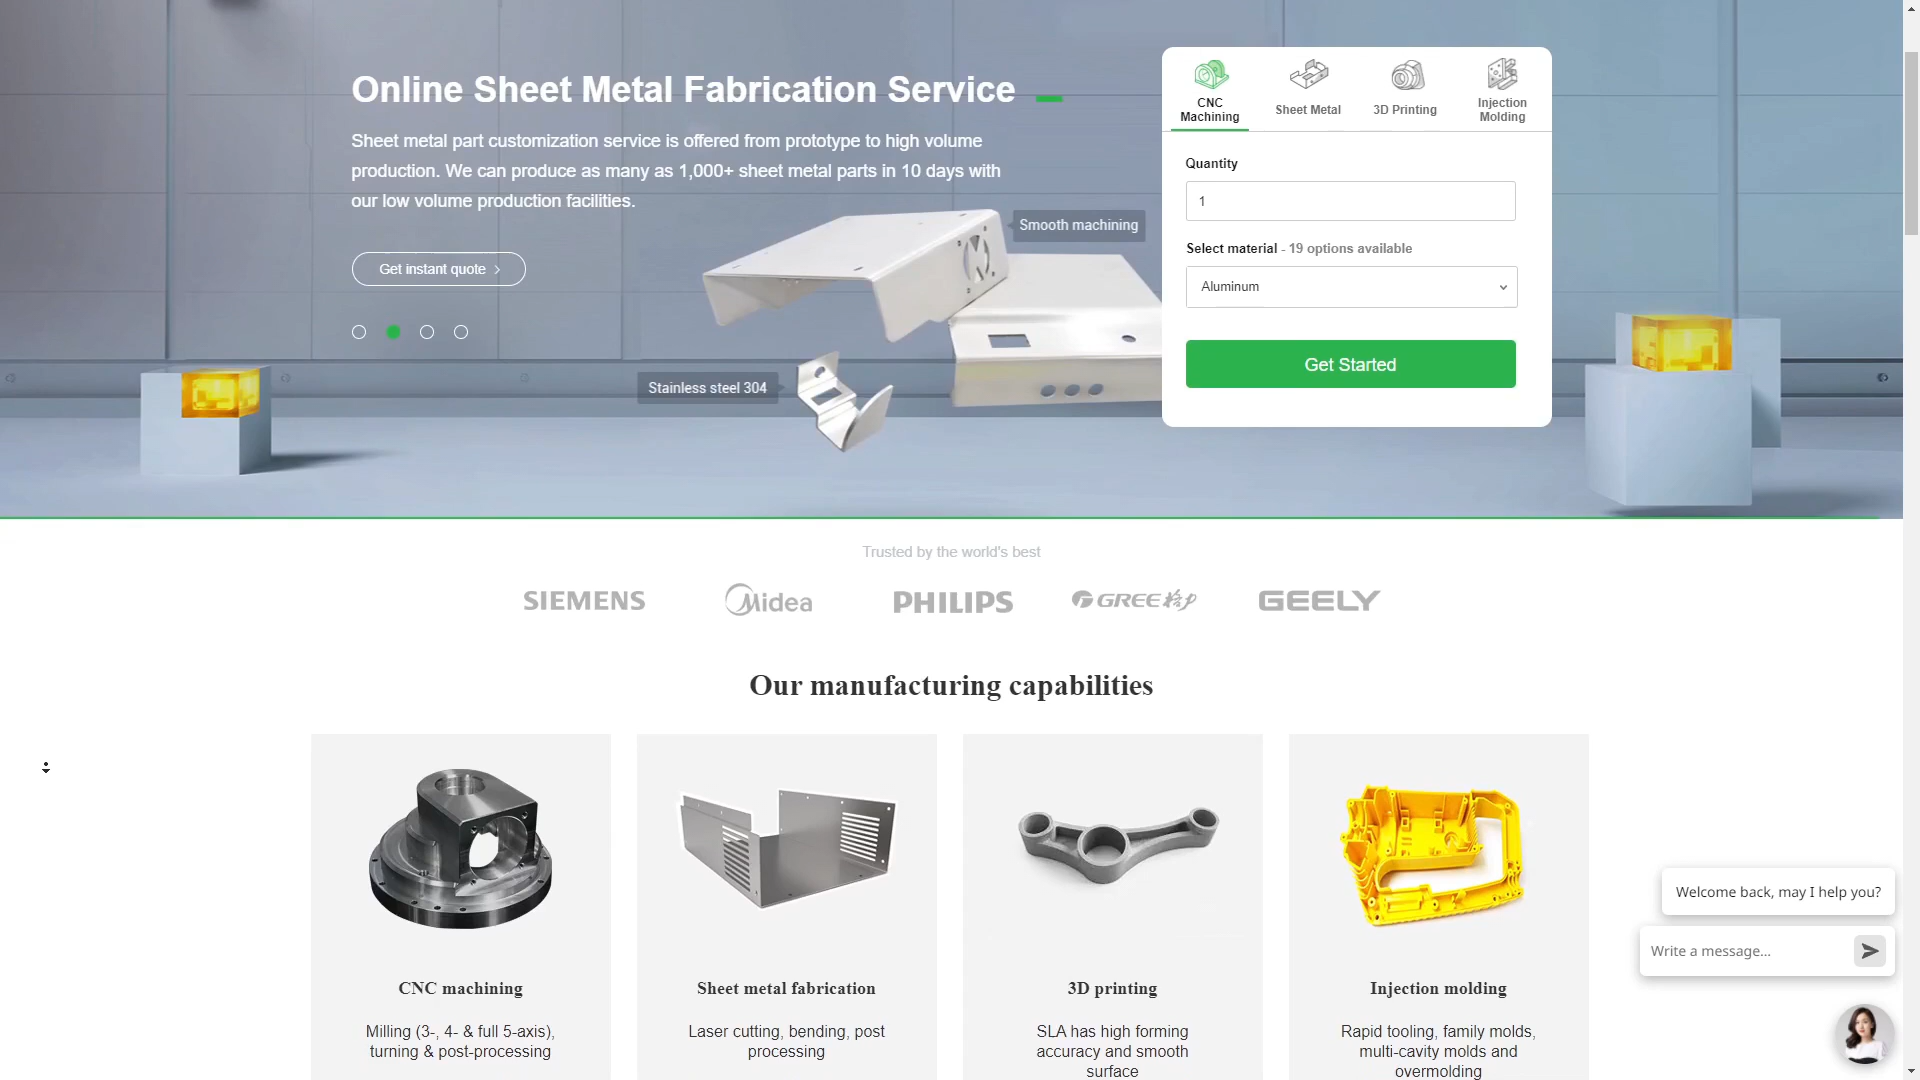 Online Sheet Metal Fabrication Service
Sheet metal part customization service is offered from prototype to high volume
production. We can produce as many as 1,000+ sheet metal parts in 10 days with
our low volume production facilities.
Get instant quote
Smooth machining
Stainless steel 304
CNC
Machining
Sheet Metal
3D Printing
Injection
Molding
Quantity
1
Select material - 19 options available
Aluminum
Get Started
Trusted by the world's best
SIEMENS
Midea
PHILIPS
GREE格力
GEELY
Our manufacturing capabilities
CNC machining
Milling (3-, 4- & full 5-axis),
turning & post-processing
Sheet metal fabrication
Laser cutting, bending, post
processing
3D printing
SLA has high forming
accuracy and smooth
surface
Injection molding
Rapid tooling, family molds,
multi-cavity molds and
overmolding
Welcome back, may I help you?
Write a message...